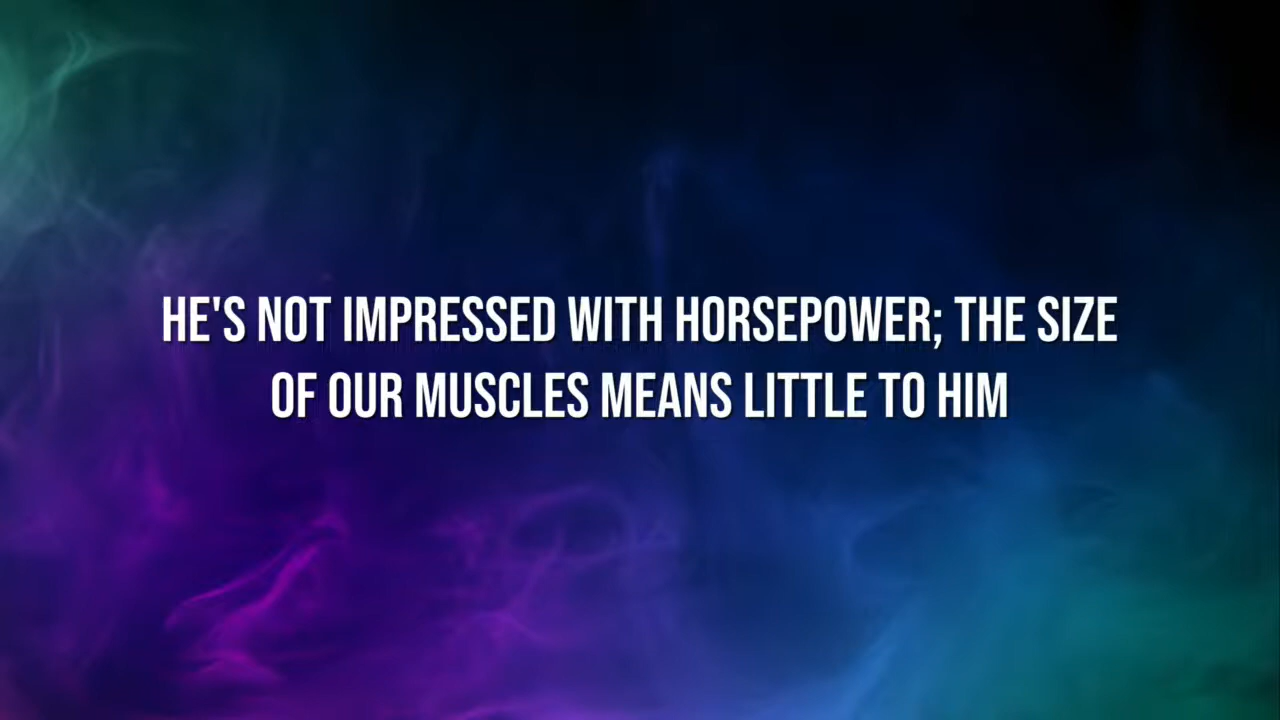 HE'S NOT IMPRESSED WITH HORSEPOWER; THE SIZE
OF OUR MUSCLES MEANS LITTLE TO HIM